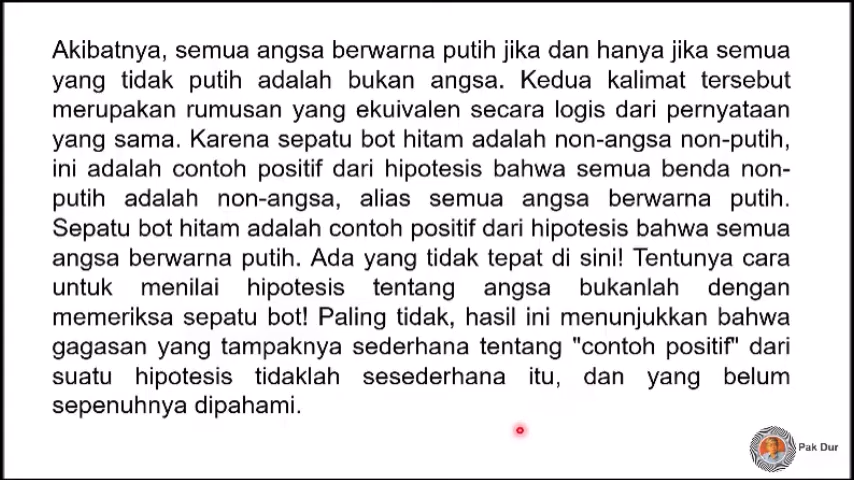 Akibatnya, semua angsa berwarna putih jika dan hanya jika semua
yang tidak putih adalah bukan angsa. Kedua kalimat tersebut
merupakan rumusan yang ekuivalen secara logis dari pernyataan
yang sama. Karena sepatu bot hitam adalah non-angsa non-putih,
ini adalah contoh positif dari hipotesis bahwa semua benda non-
putih adalah non-angsa, alias semua angsa berwarna putih.
Sepatu bot hitam adalah contoh positif dari hipotesis bahwa semua
angsa berwarna putih. Ada yang tidak tepat di sini! Tentunya cara
untuk menilai hipotesis tentang angsa bukanlah dengan
memeriksa sepatu bot! Paling tidak, hasil ini menunjukkan bahwa
gagasan yang tampaknya sederhana tentang "contoh positif" dari
suatu hipotesis tidaklah sesederhana itu, dan yang belum
sepenuhnya dipahami.
Pak Dur